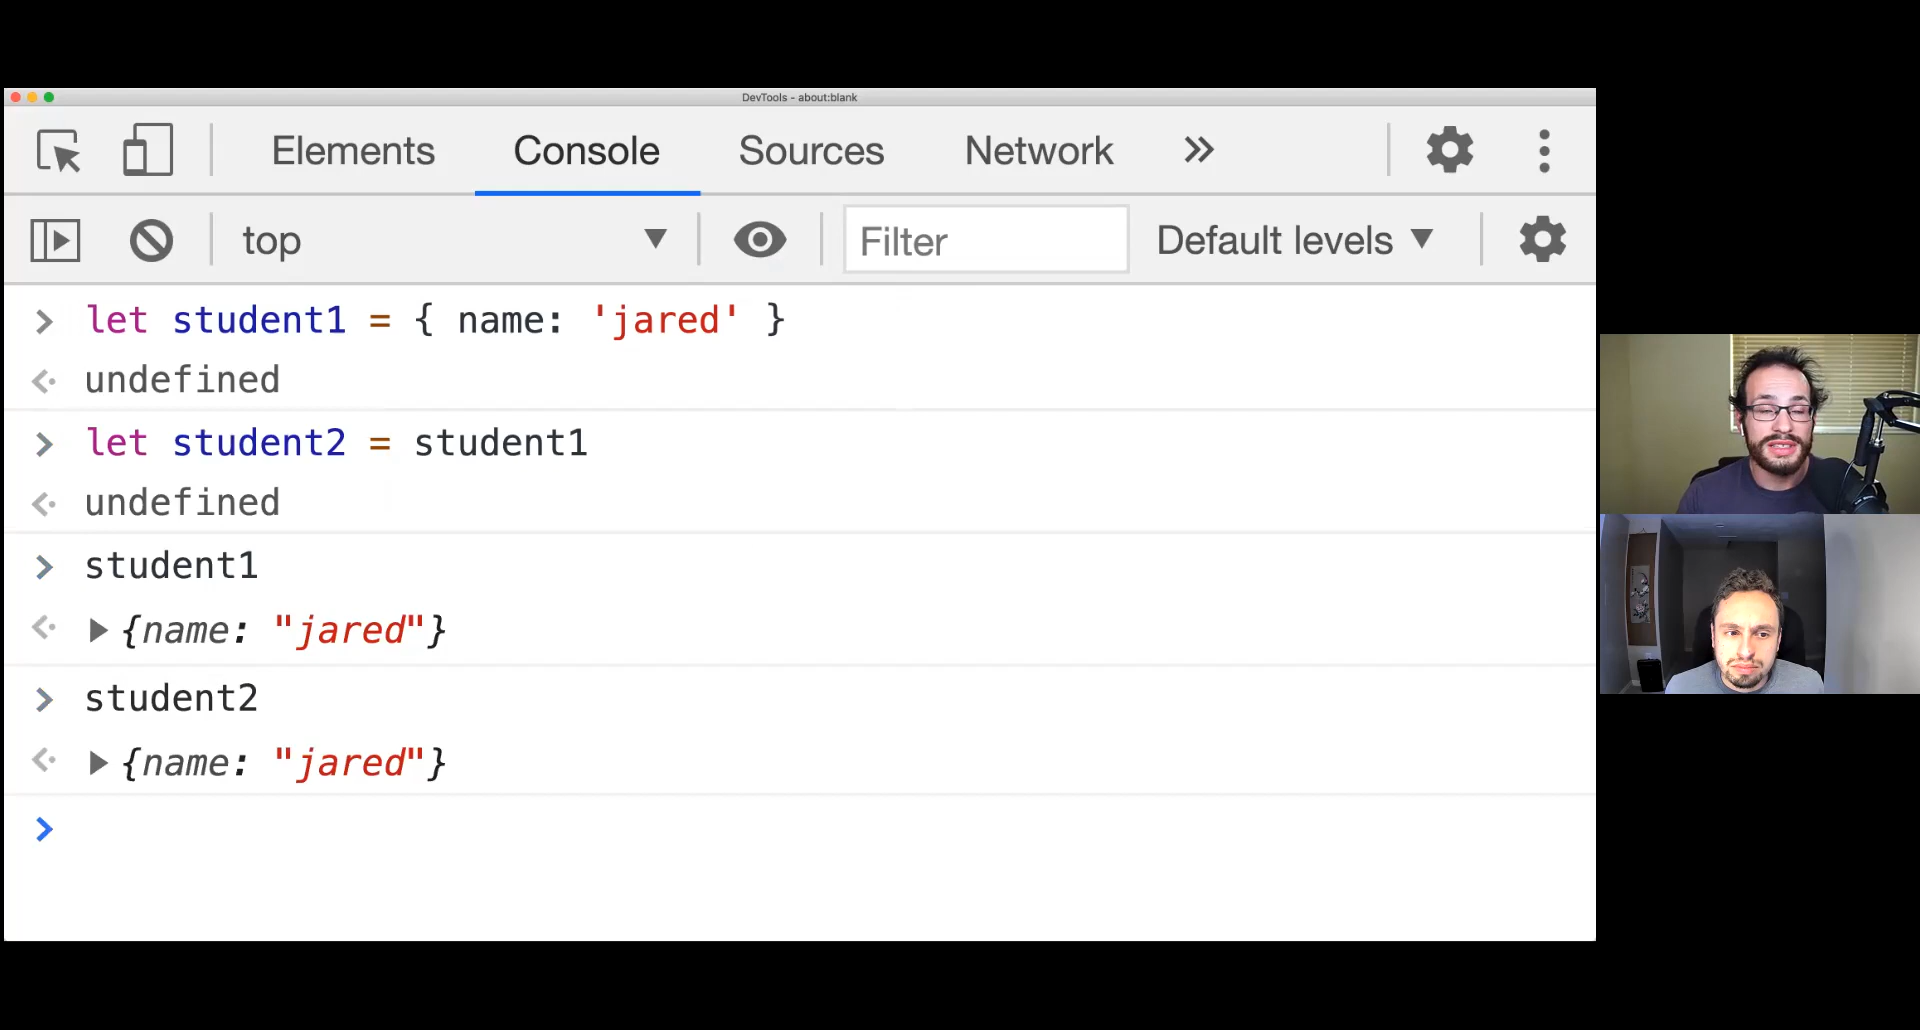 DevTools - about:blank
Elements Console Sources Network
top Filter Default levels
> let student1 = { name: 'jared' }
undefined
> let student2 = student1
undefined
> student1
{name: "jared"}
> student2
{name: "jared"}
>